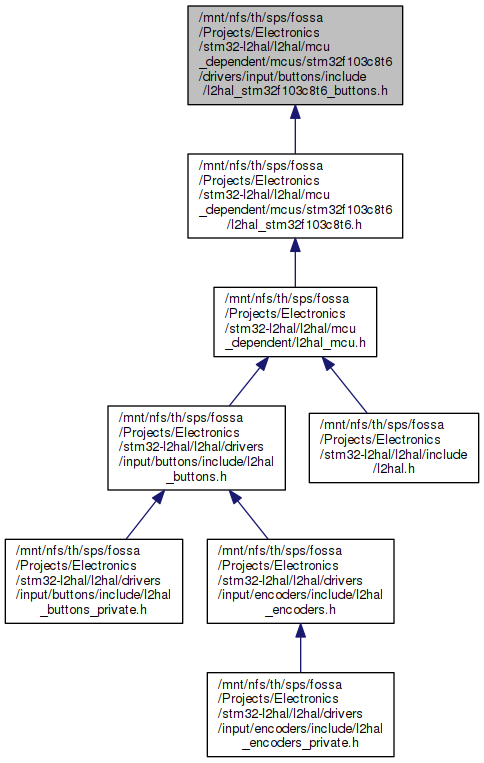 /mnt/nfs/th/sps/fossa
/Projects/Electronics
/stm32-l2hal/l2hal/mcu
_dependent/mcus/stm32f103c8t6
/drivers/input/buttons/include
/l2hal_stm32f103c8t6_buttons.h
/mnt/nfs/th/sps/fossa
/Projects/Electronics
/stm32-l2hal/l2hal/mcu
_dependent/mcus/stm32f103c8t6
/l2hal_stm32f103c8t6.h
/mnt/nfs/th/sps/fossa
/Projects/Electronics
/stm32-l2hal/l2hal/mcu
_dependent/l2hal_mcu.h
/mnt/nfs/th/sps/fossa
/Projects/Electronics
/stm32-l2hal/l2hal/drivers
/input/buttons/include/l2hal
_buttons.h
/mnt/nfs/th/sps/fossa
/Projects/Electronics
/stm32-l2hal/l2hal/include
/l2hal.h
/mnt/nfs/th/sps/fossa
/Projects/Electronics
/stm32-l2hal/l2hal/drivers
/input/buttons/include/l2hal
_buttons_private.h
/mnt/nfs/th/sps/fossa
/Projects/Electronics
/stm32-l2hal/l2hal/drivers
/input/encoders/include/l2hal
_encoders.h
/mnt/nfs/th/sps/fossa
/Projects/Electronics
/stm32-l2hal/l2hal/drivers
/input/encoders/include/l2hal
_encoders_private.h